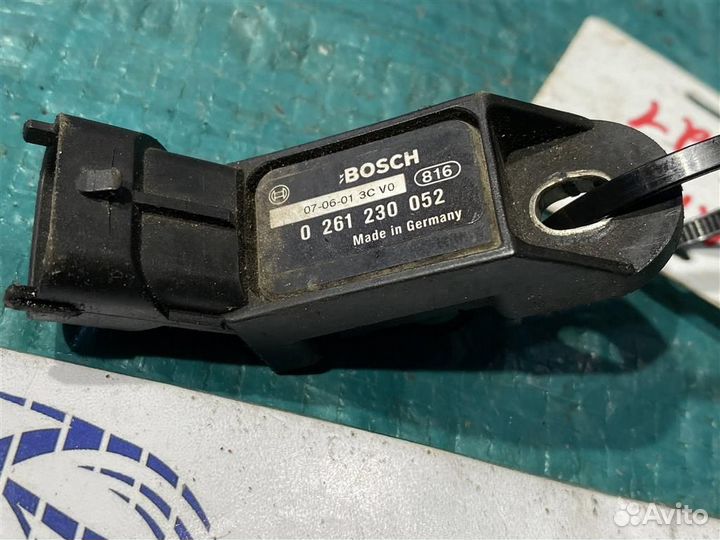 BOSCH
07-06-01 3C V0
816
0 261 230 052
Made in Germany
Avito